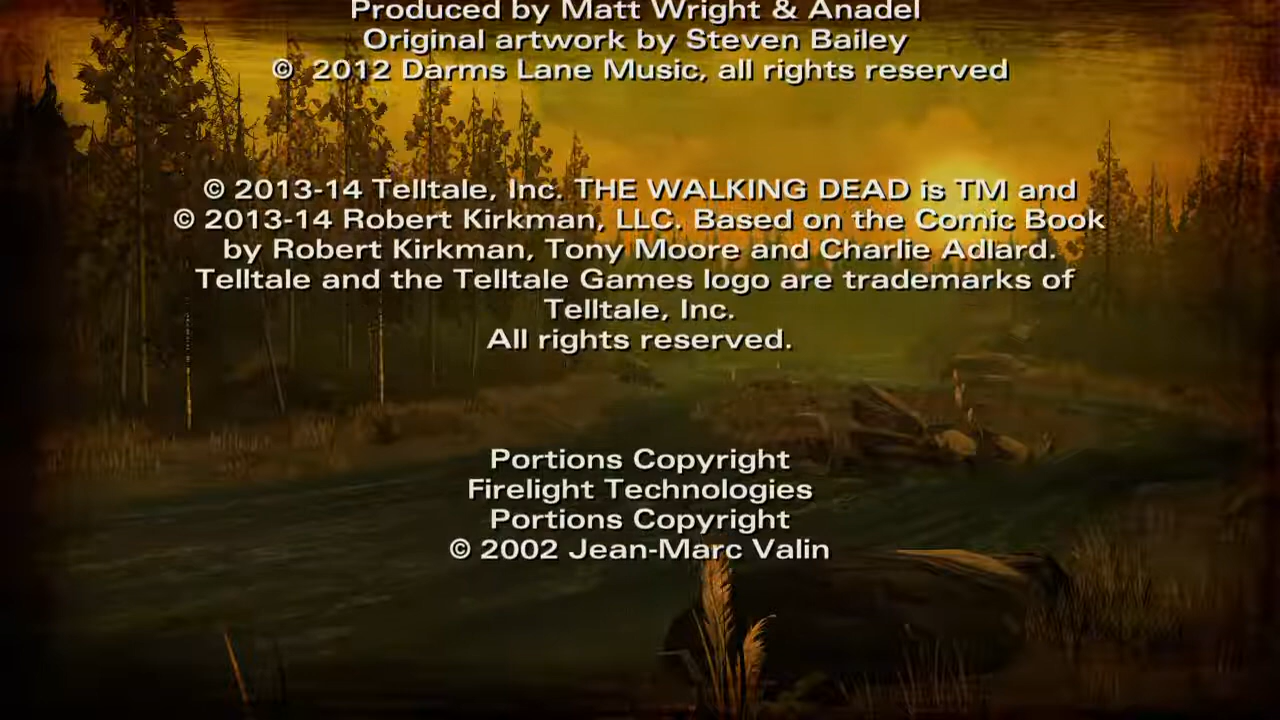 Produced by Matt Wright & Anadel
Original artwork by Steven Bailey
© 2012 Darms Lane Music, all rights reserved
© 2013-14 Telltale, Inc. THE WALKING DEAD is TM and
© 2013-14 Robert Kirkman, LLC. Based on the Comic Book
by Robert Kirkman, Tony Moore and Charlie Adlard.
Telltale and the Telltale Games logo are trademarks of
Telltale, Inc.
All rights reserved.
Portions Copyright
Firelight Technologies
Portions Copyright
© 2002 Jean-Marc Valin